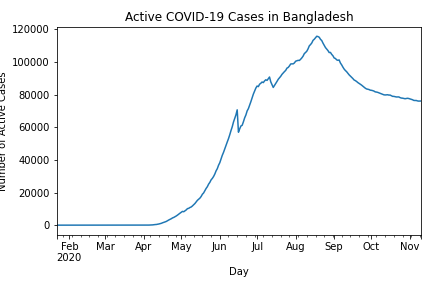 Active COVID-19 Cases in Bangladesh
Number of Active Cases
120000
100000
80000
60000
40000
20000
0
Feb Mar Apr May Jun Jul Aug Sep Oct Nov
2020
Day